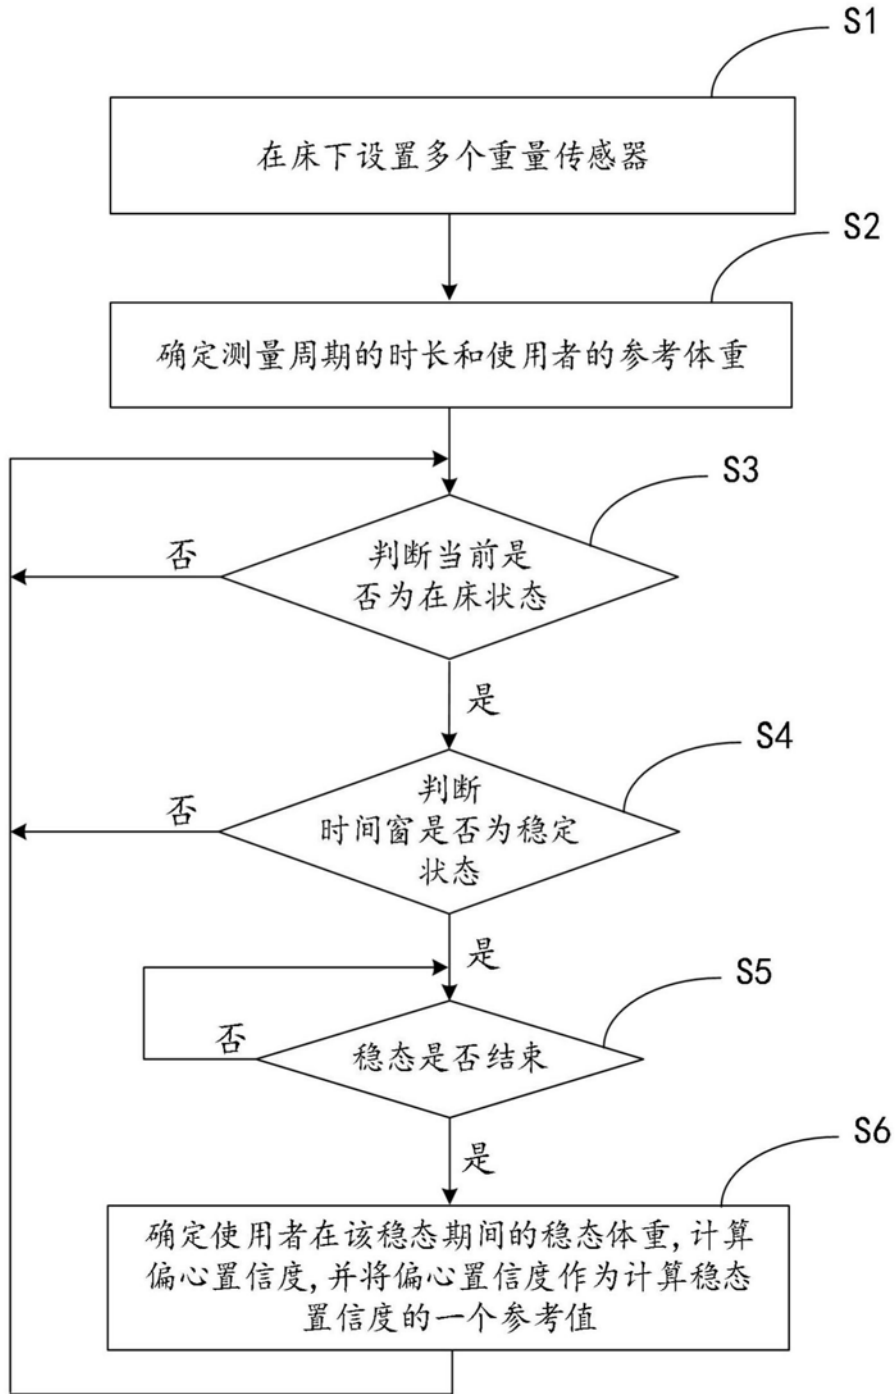 S1
在床下设置多个重量传感器
S2
确定测量周期的时长和使用者的参考体重
S3
判断当前是
否为在床状态
否
是
S4
判断
时间窗是否为稳定
状态
否
是
S5
稳态是否结束
否
是
S6
确定使用者在该稳态期间的稳态体重,计算
偏心置信度,并将偏心置信度作为计算稳态
置信度的一个参考值